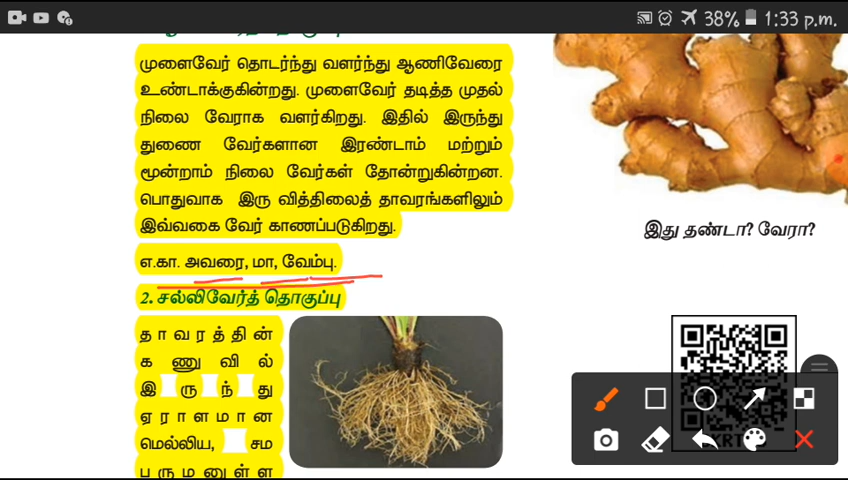 38% 1:33 p.m.
முளைவேர் தொடர்ந்து வளர்ந்து ஆணிவேரை
உண்டாக்குகின்றது. முளைவேர் தடித்த முதல்
நிலை வேராக வளர்கிறது. இதில் இருந்து
துணை வேர்களான இரண்டாம் மற்றும்
மூன்றாம் நிலை வேர்கள் தோன்றுகின்றன.
பொதுவாக இரு வித்திலைத் தாவரங்களிலும்
இவ்வகை வேர் காணப்படுகிறது.
எ.கா. அவரை, மா, வேம்பு.
2. சல்லிவேர்த் தொகுப்பு
தாவரத்தின்
கணுவில்
இருந்து
ஏராளமான
மெல்லிய, சம
பருமனுள்ள
இது தண்டா? வேரா?